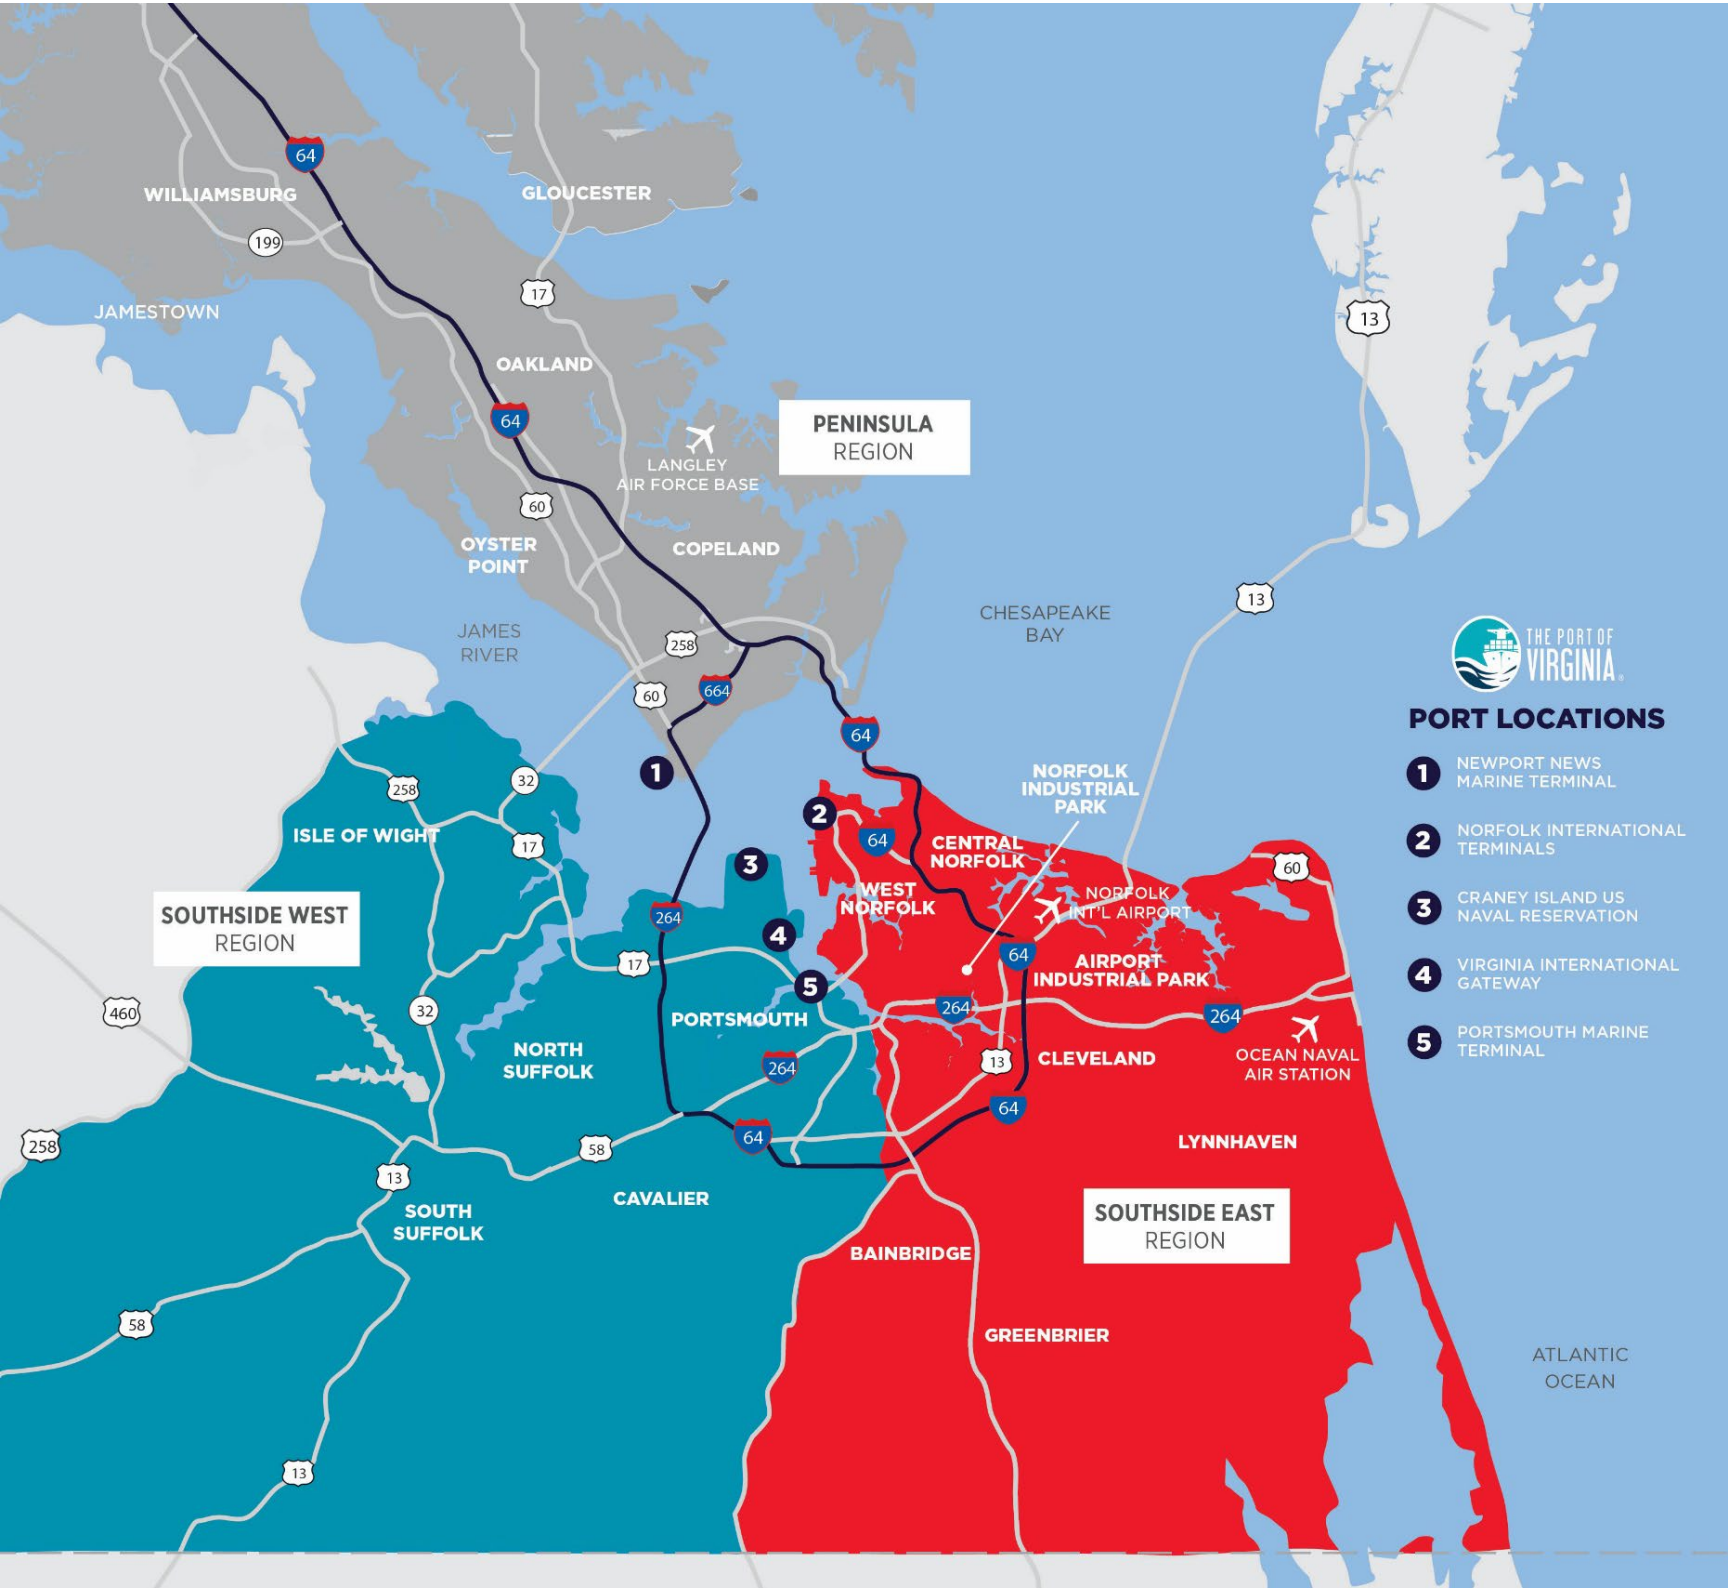 64
WILLIAMSBURG
GLOUCESTER
199
17
JAMESTOWN
13
OAKLAND
64
PENINSULA
REGION
LANGLEY
AIR FORCE BASE
60
OYSTER
POINT
COPELAND
13
CHESAPEAKE
BAY
JAMES
RIVER
258
664
60
64
THE PORT OF
VIRGINIA
PORT LOCATIONS
1
NEWPORT NEWS
MARINE TERMINAL
2
NORFOLK INTERNATIONAL
TERMINALS
3
CRANEY ISLAND US
NAVAL RESERVATION
4
VIRGINIA INTERNATIONAL
GATEWAY
5
PORTSMOUTH MARINE
TERMINAL
1
NORFOLK
INDUSTRIAL
PARK
258
32
2
ISLE OF WIGHT
17
64
CENTRAL
NORFOLK
3
60
WEST
NORFOLK
NORFOLK
INT'L AIRPORT
SOUTHSIDE WEST
REGION
264
4
17
64
AIRPORT
INDUSTRIAL PARK
5
460
32
PORTSMOUTH
264
264
NORTH
SUFFOLK
264
13
CLEVELAND
OCEAN NAVAL
AIR STATION
64
258
64
58
LYNNHAVEN
13
CAVALIER
SOUTH
SUFFOLK
SOUTHSIDE EAST
REGION
BAINBRIDGE
58
GREENBRIER
ATLANTIC
OCEAN
13